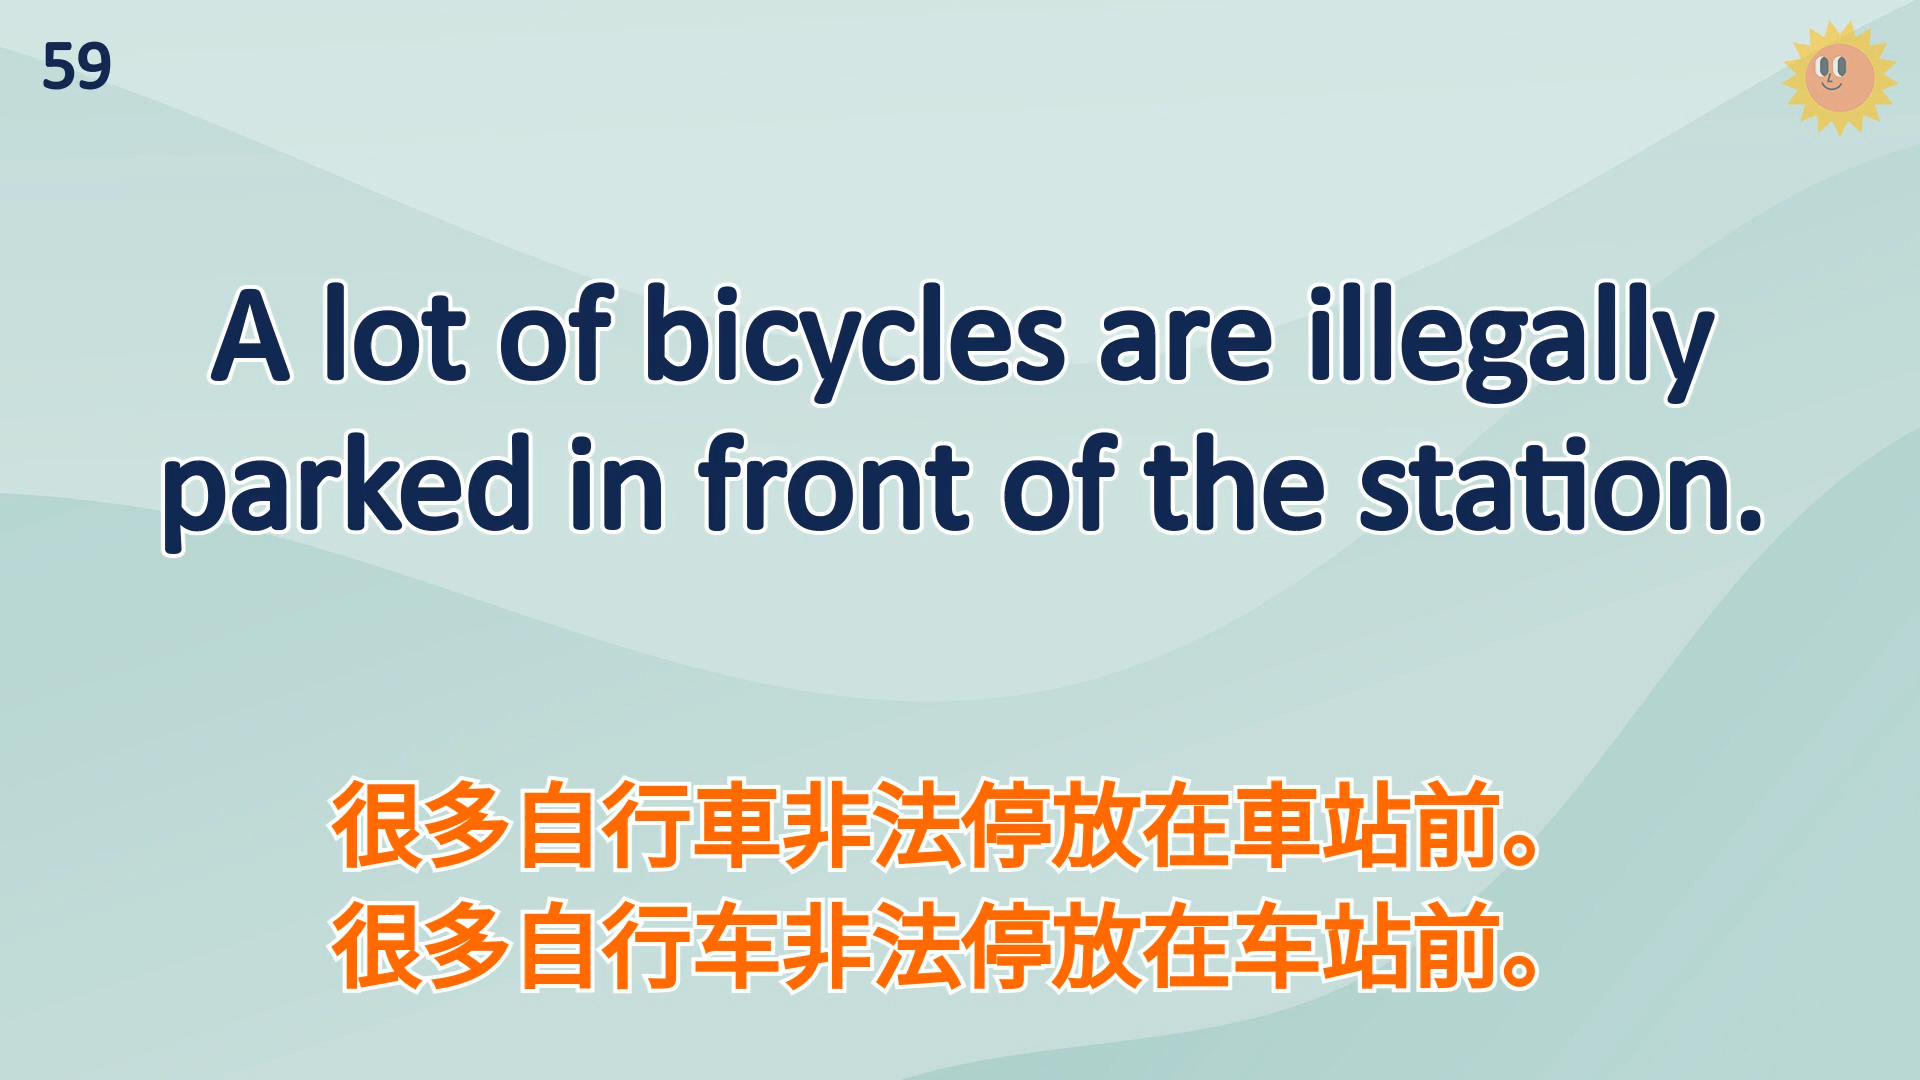 59
A lot of bicycles are illegally
parked in front of the station.
很多自行車非法停放在車站前。
很多自行车非法停放在车站前。